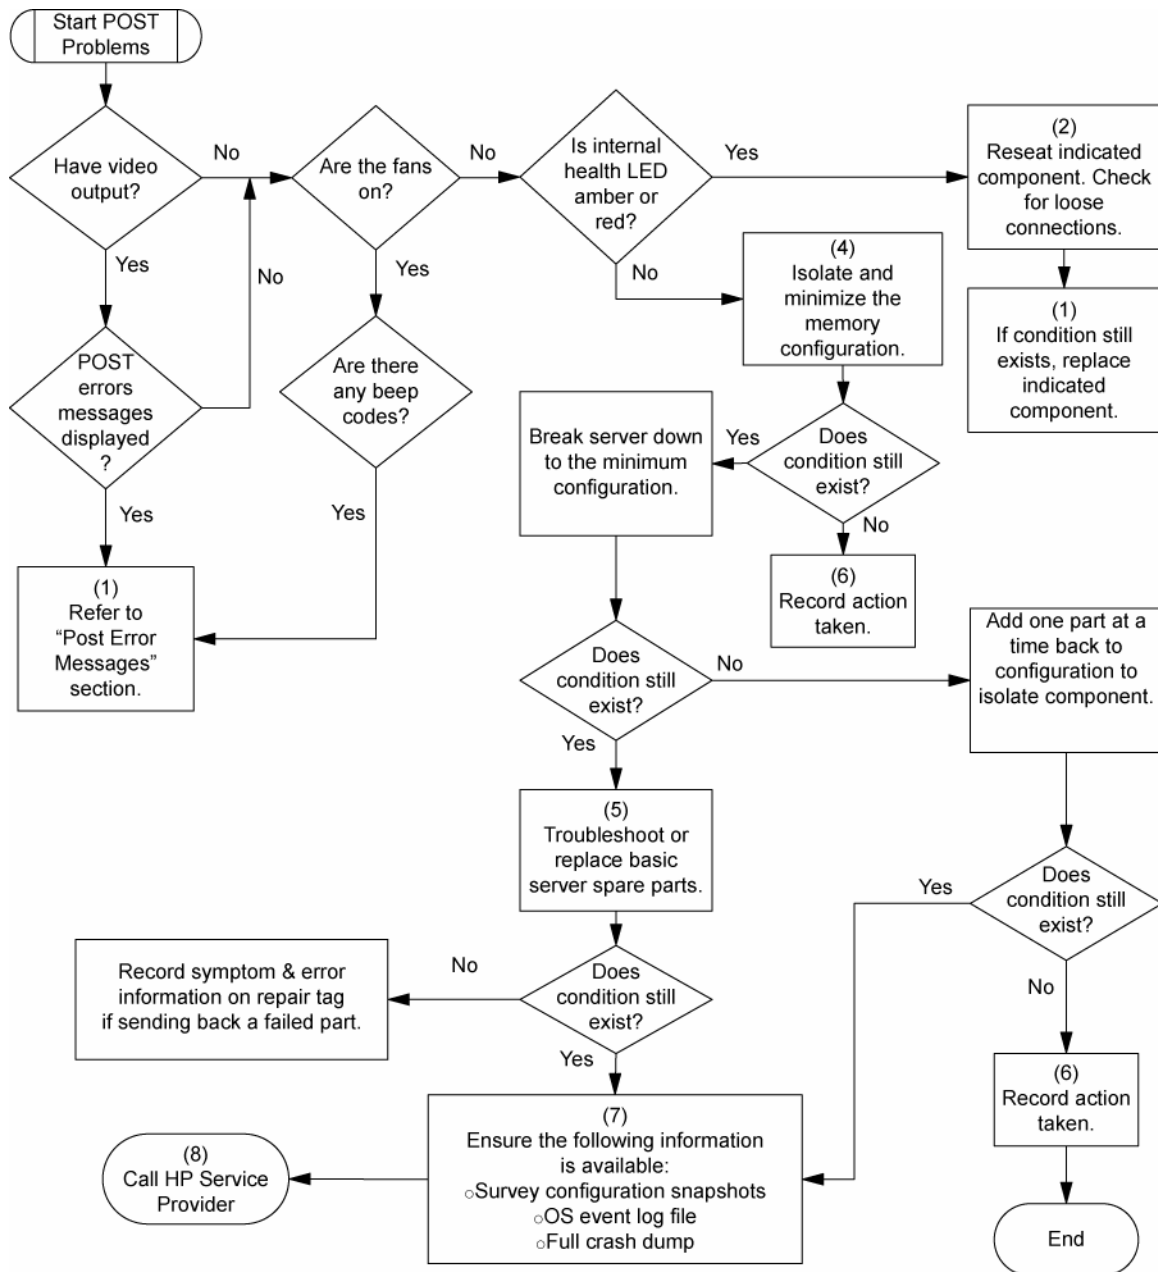 Start POST
Problems
Have video
output?
No
Yes
POST
errors
messages
displayed
?
No
Yes
(1)
Refer to
“Post Error
Messages”
section.
Are the fans
on?
No
Yes
Are there
any beep
codes?
Yes
Is internal
health LED
amber or
red?
Yes
No
(2)
Reseat indicated
component. Check
for loose
connections.
(1)
If condition still
exists, replace
indicated
component.
(4)
Isolate and
minimize the
memory
configuration.
Does
condition still
exist?
Yes
No
(6)
Record action
taken.
Break server down
to the minimum
configuration.
Does
condition still
exist?
No
Yes
Add one part at a
time back to
configuration to
isolate component.
Does
condition still
exist?
Yes
No
(6)
Record action
taken.
End
(5)
Troubleshoot or
replace basic
server spare parts.
Does
condition still
exist?
No
Yes
Record symptom & error
information on repair tag
if sending back a failed part.
(7)
Ensure the following information
is available:
○Survey configuration snapshots
○OS event log file
○Full crash dump
(8)
Call HP Service
Provider